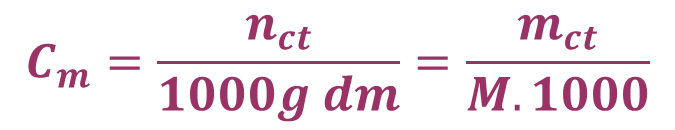 C_m = n_ct / 1000g dm = m_ct / M.1000